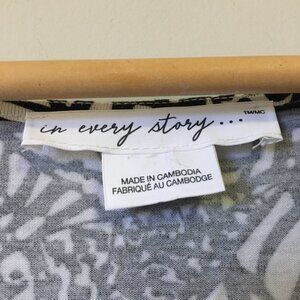 in every story...
TM/MC
MADE IN CAMBODIA
FABRIQUÉ AU CAMBODGE